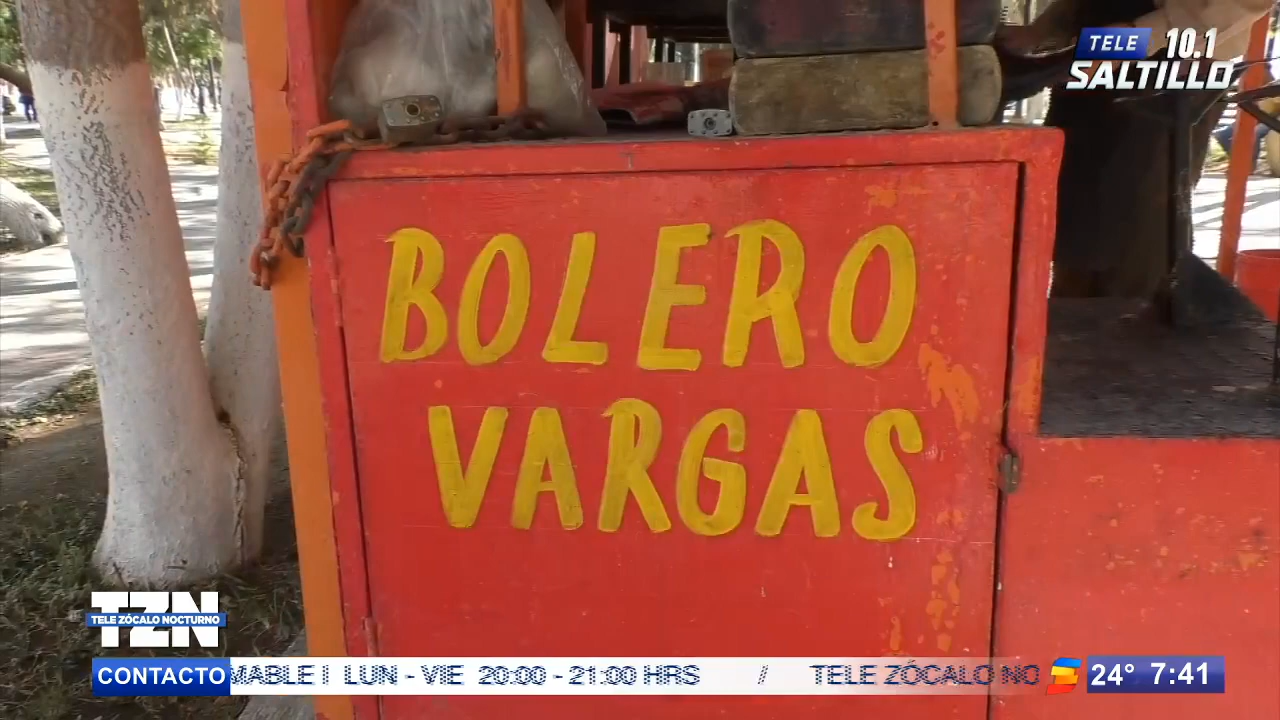 TELE 10.1
SALTILLO
BOLERO
VARGAS
TZN
TELE ZÓCALO NOCTURNO
CONTACTO MABLE | LUN - VIE 20:00 - 21:00 HRS / TELE ZÓCALO NO 24° 7:41